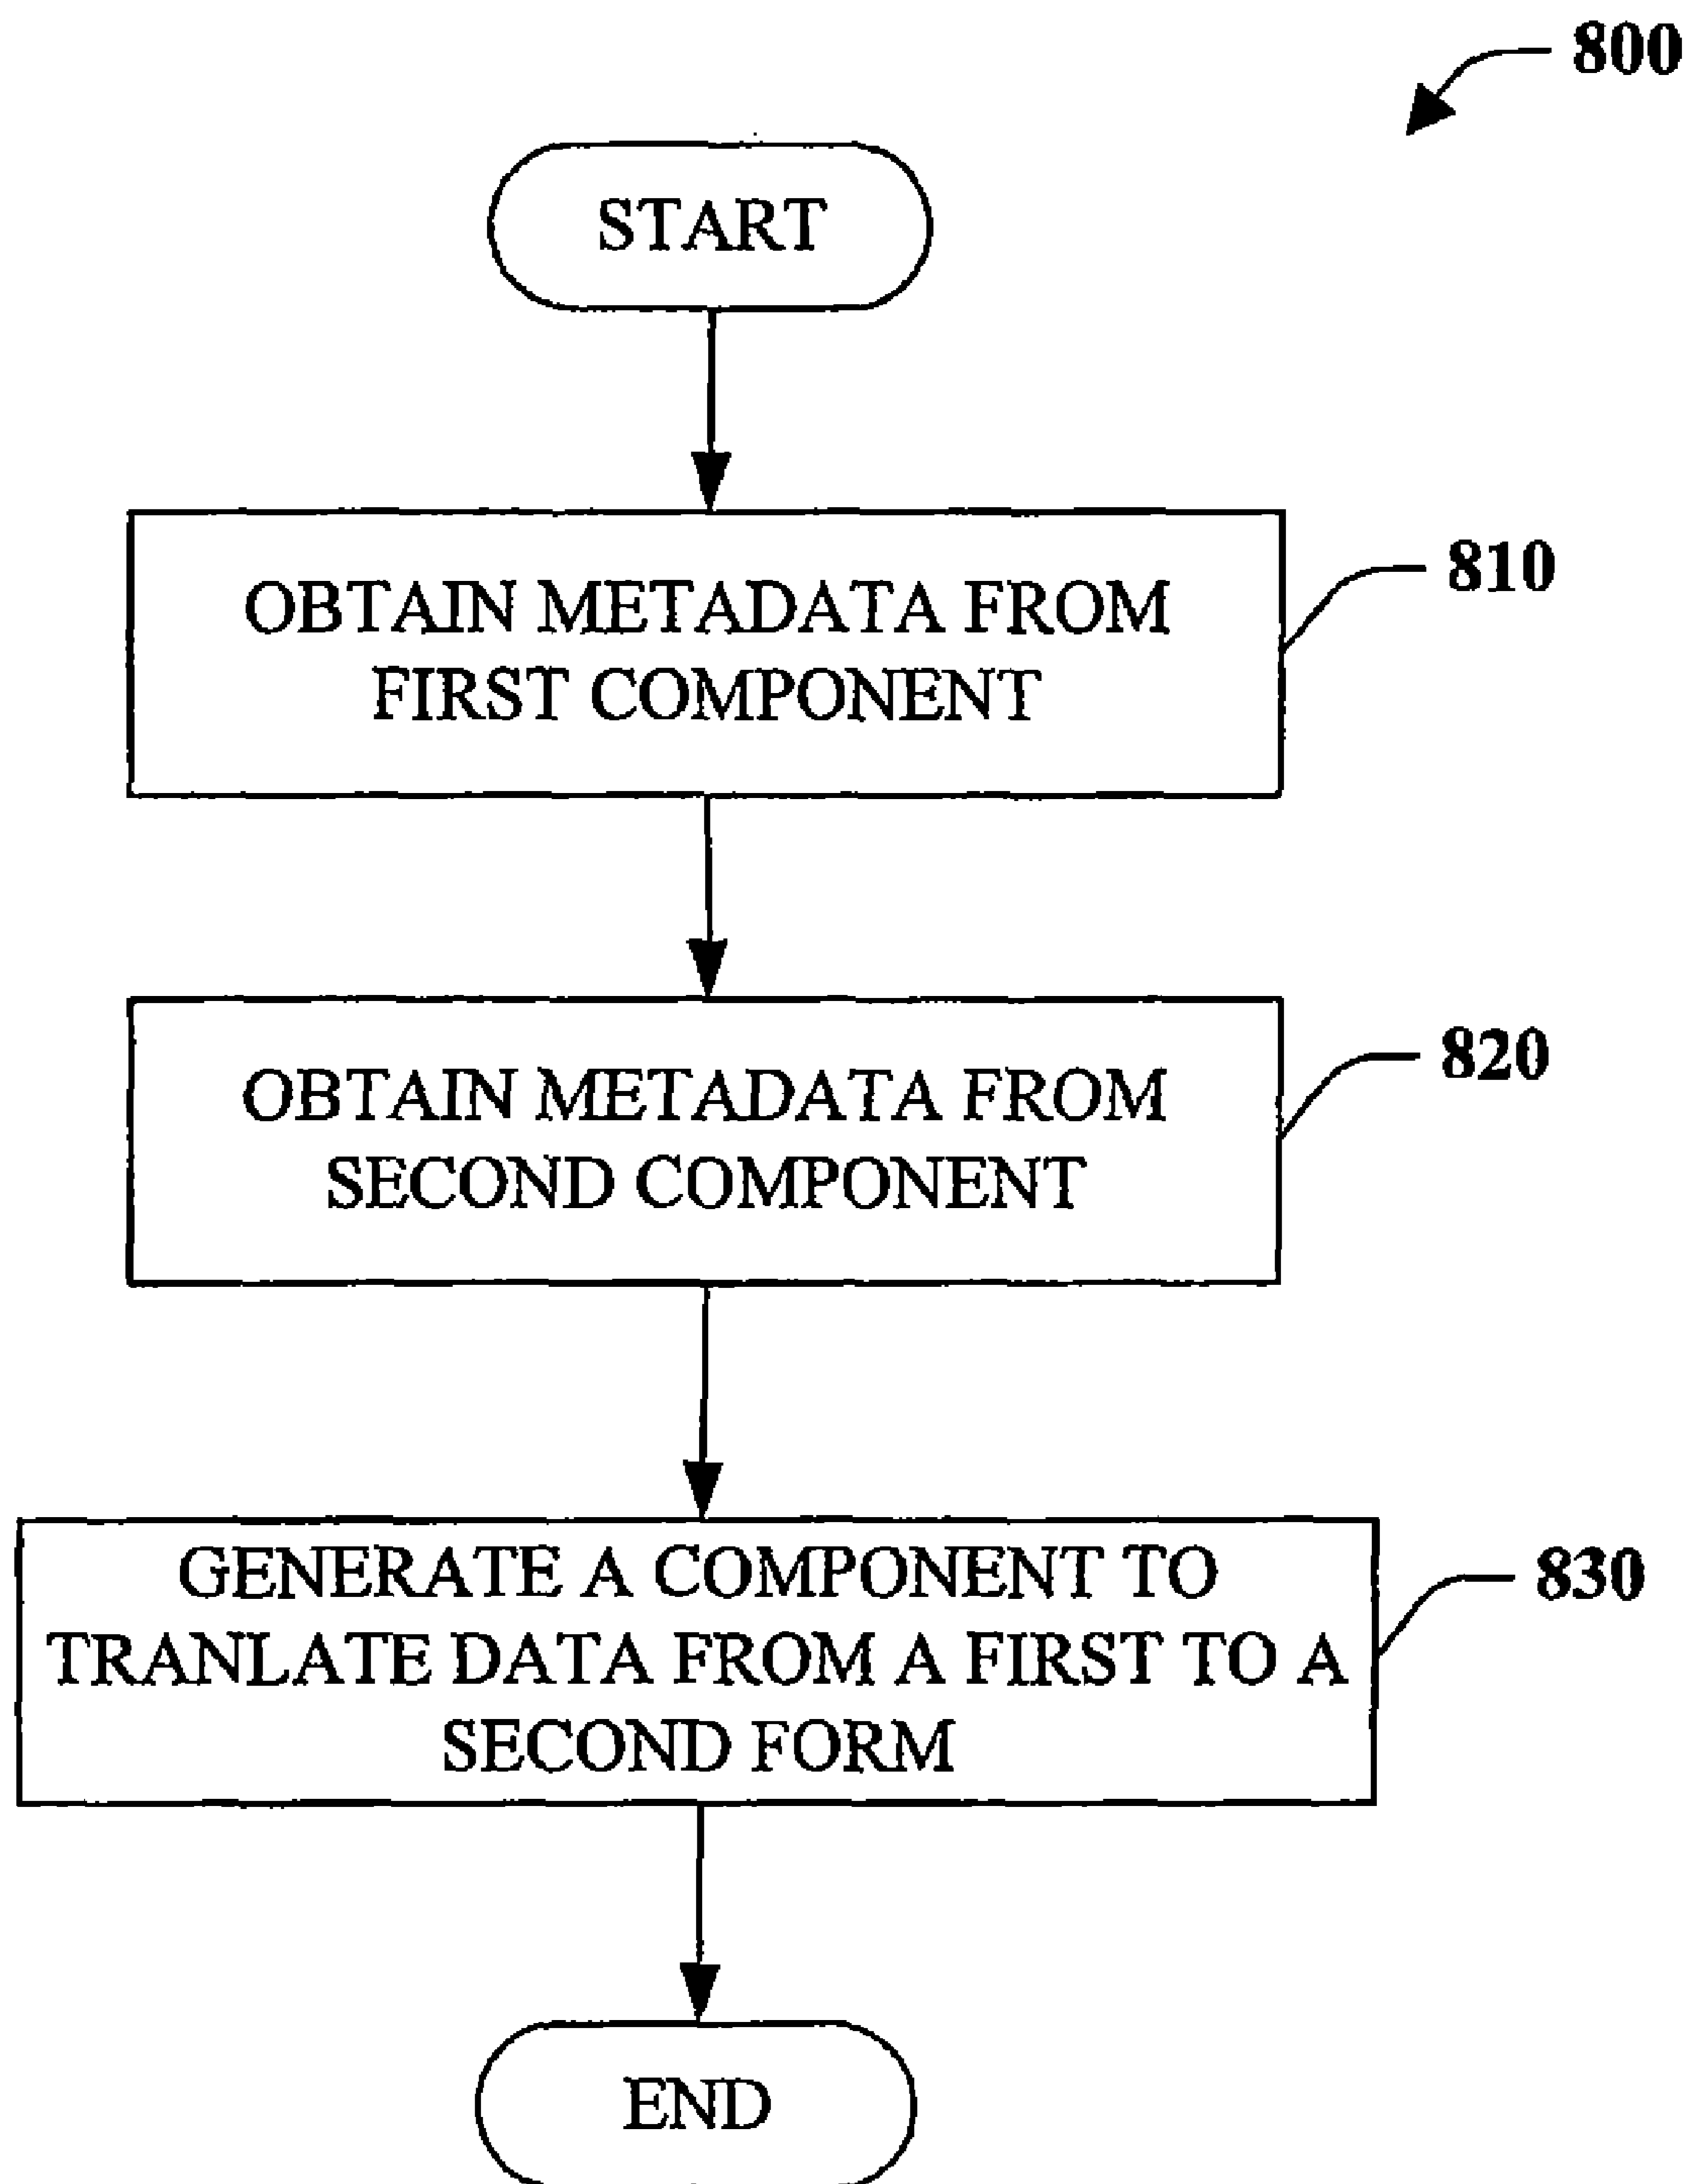 800
START
OBTAIN METADATA FROM
FIRST COMPONENT
810
OBTAIN METADATA FROM
SECOND COMPONENT
820
GENERATE A COMPONENT TO
TRANLATE DATA FROM A FIRST TO A
SECOND FORM
830
END